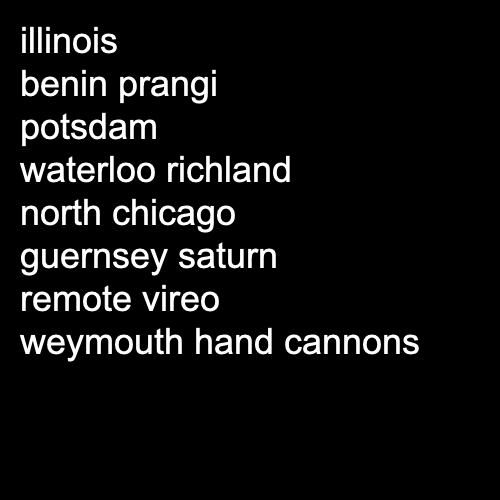 illinois
benin prangi
potsdam
waterloo richland
north chicago
guernsey saturn
remote vireo
weymouth hand cannons